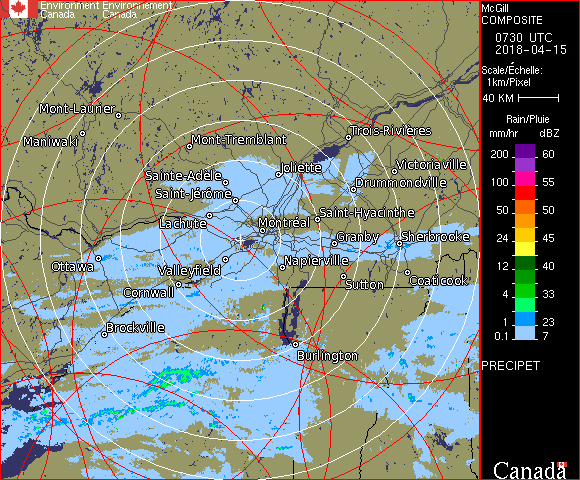 Environment Environnement
Canada Canada
McGill
COMPOSITE
0730 UTC
2018-04-15
Scale/Échelle:
1km/Pixel
40 KM
Rain/Pluie
mm/hr dBZ
200 60
100 55
50 50
24 45
12 40
4 33
1 23
0.1 7
PRECIPET
Canada
Mont-Laurier
Maniwaki
Mont-Tremblant
Trois-Rivières
Sainte-Adèle
Joliette
Victoriaville
Saint-Jérôme
Drummondville
Lachute
Montréal
Saint-Hyacinthe
Granby
Sherbrooke
Ottawa
Valleyfield
Napierville
Cornwall
Sutton
Coaticook
Brockville
Burlington